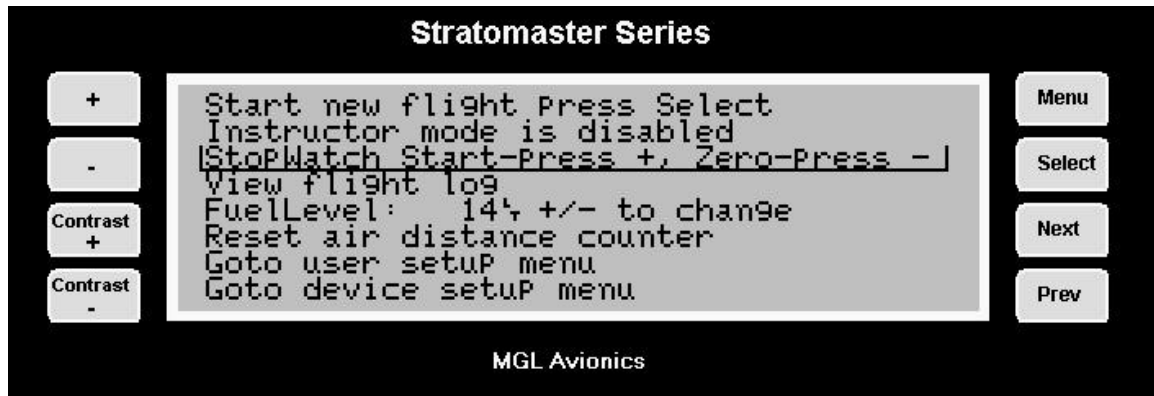 Stratomaster Series
+
-
Contrast
+
Contrast
-
Start new flight Press Select
Instructor mode is disabled
StopWatch Start-Press +, Zero-Press -
View flight log
FuelLevel: +/- to change
Reset air distance counter
Goto user setup menu
Goto device setup menu
Menu
Select
Next
Prev
MGL Avionics